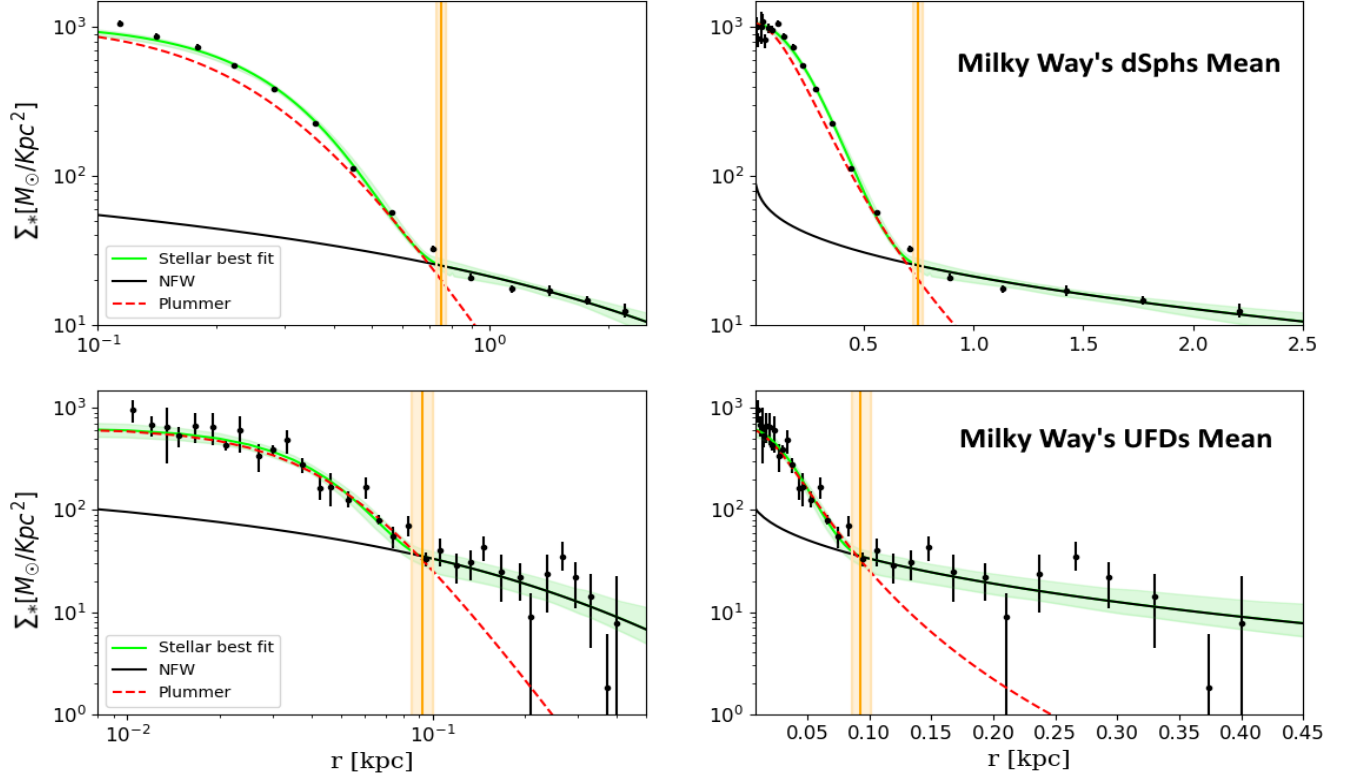 10³
10²
10¹
Σ*[M⊙/Kpc²]
Stellar best fit
NFW
Plummer
10⁻¹
10⁰
Milky Way's dSphs Mean
10³
10²
10¹
0.5
1.0
1.5
2.0
2.5
10³
10²
10¹
10⁰
Σ*[M⊙/Kpc²]
Stellar best fit
NFW
Plummer
10⁻²
10⁻¹
r [kpc]
Milky Way's UFDs Mean
10³
10²
10¹
10⁰
0.05
0.10
0.15
0.20
0.25
0.30
0.35
0.40
0.45
r [kpc]